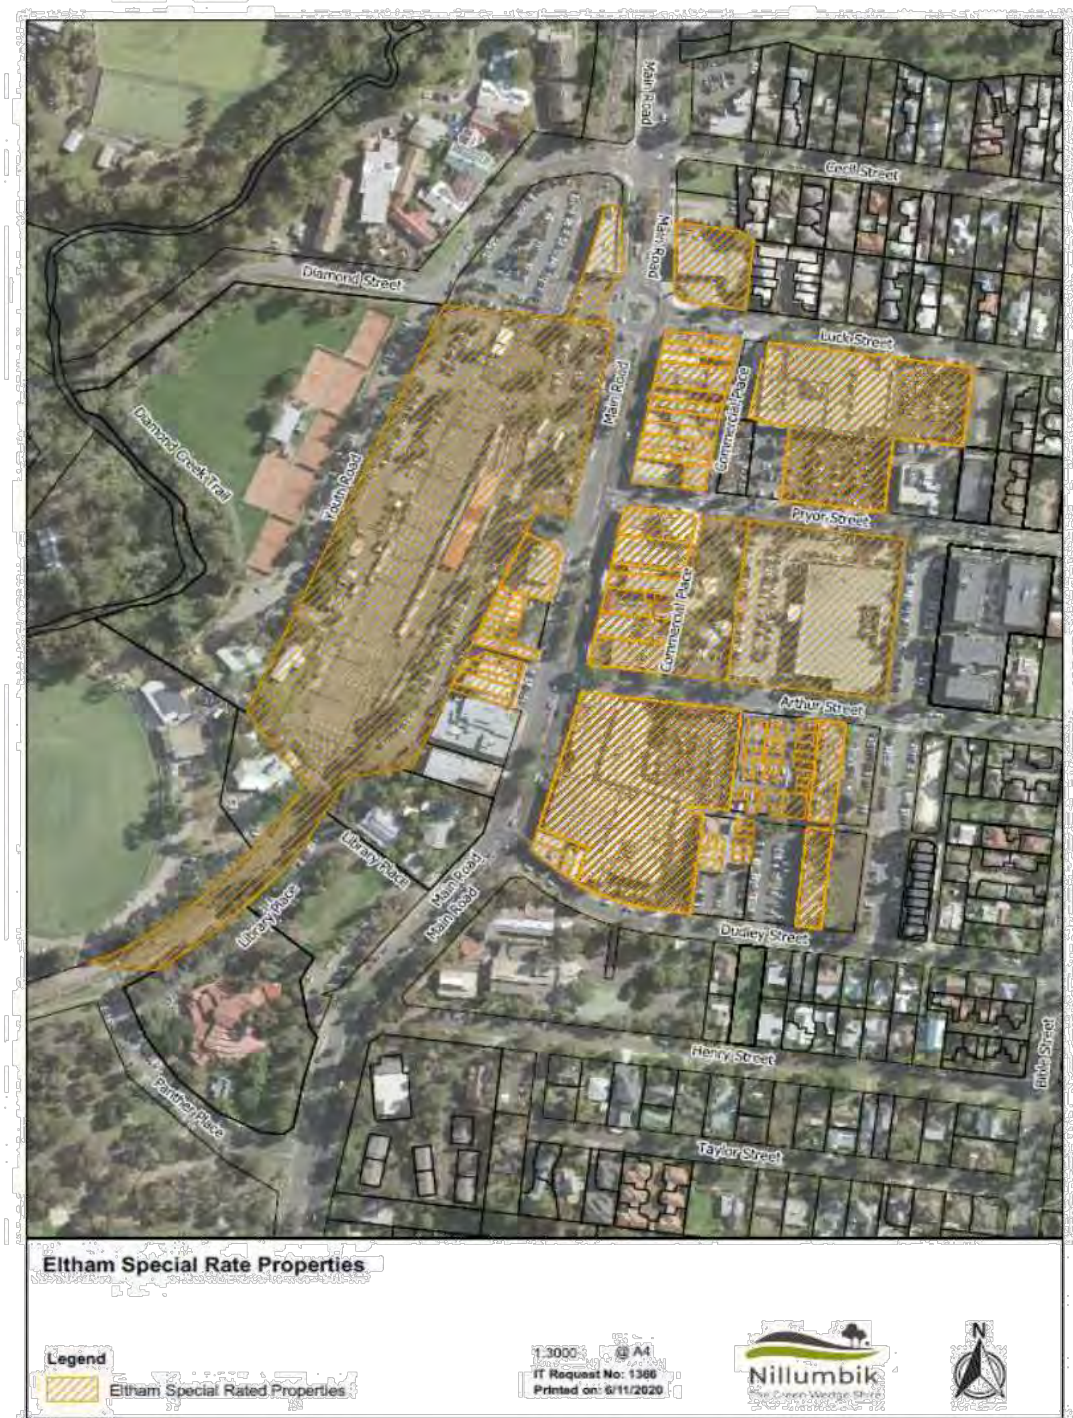 Main Road
Cecil Street
Main Road
Diamond Street
Luck Street
Main Road
Commercial Place
Diamond Creek Trail
Youth Road
Pryor Street
Commercial Place
Arthur Street
Library Place
Main Road
Main Road
Library Place
Dudley Street
Henry Street
Bible Street
Panther Place
Taylor Street
Eltham Special Rate Properties
Legend
Eltham Special Rated Properties
1:3000 @ A4
IT Request No: 1366
Printed on: 6/11/2020
Nillumbik
The Green Wedge Shire
N